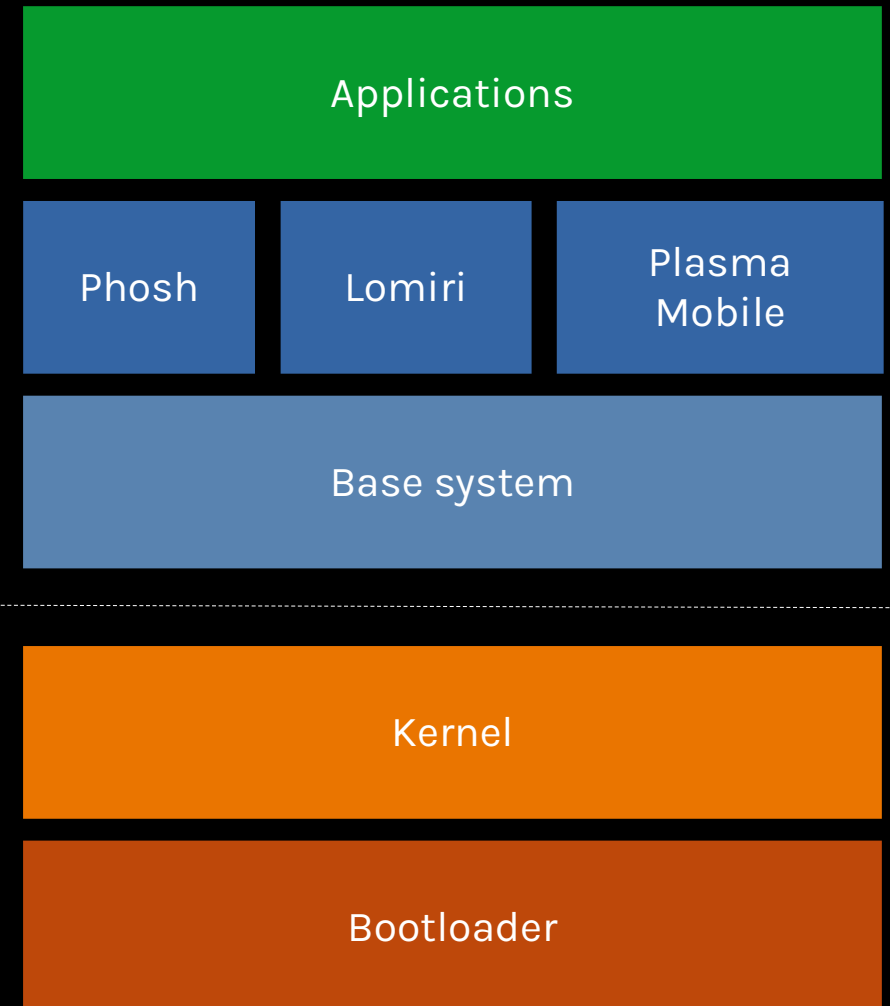 Applications
Phosh
Lomiri
Plasma
Mobile
Base system
Kernel
Bootloader